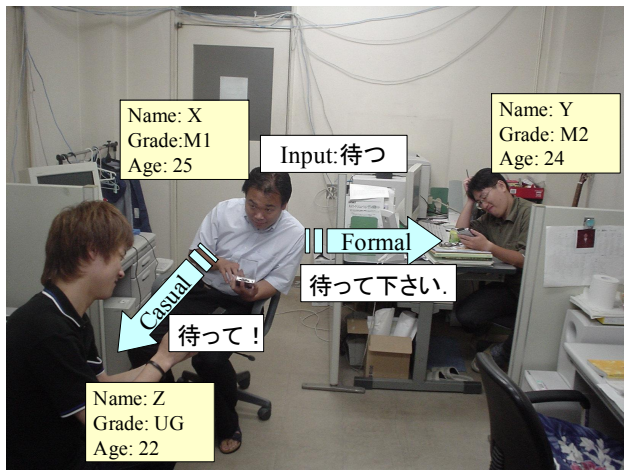 Name: X
Grade:M1
Age: 25
Input:待つ
Name: Y
Grade: M2
Age: 24
Formal
待って下さい.
Casual
待って！
Name: Z
Grade: UG
Age: 22